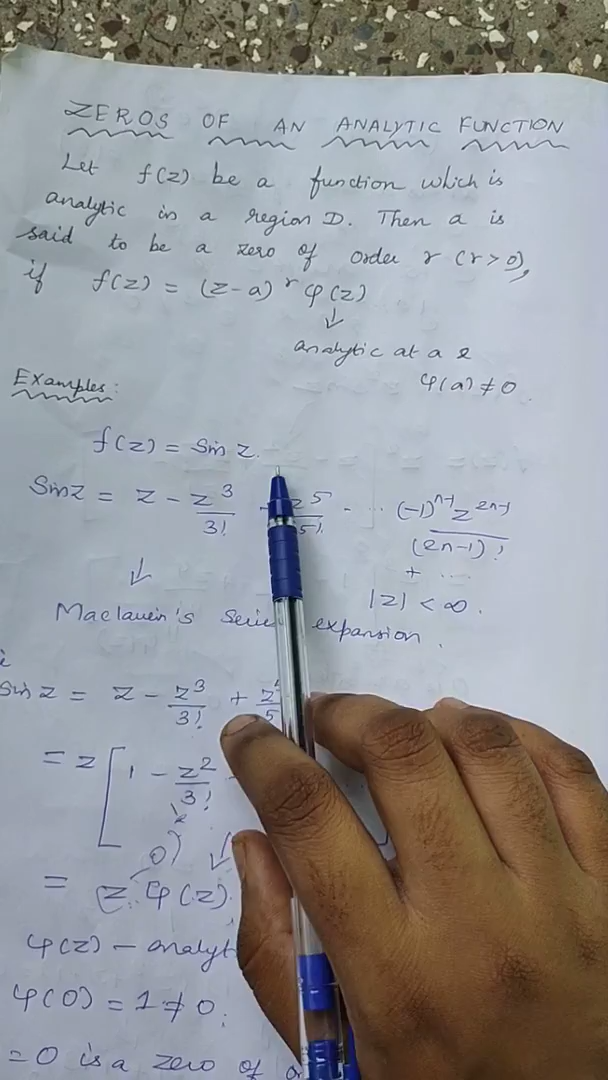 ZEROS OF AN ANALYTIC FUNCTION
Let f(z) be a function which is
analytic in a region D. Then a is
said to be a zero of order r (r>0),
if f(z) = (z-a)^r φ(z)
↓
analytic at a &
φ(a) ≠ 0.
Examples:
f(z) = Sin z.
Sin z = z - z^3/3! + z^5/5! - ... (-1)^{n-1} z^{2n-1}/(2n-1)!
+ ...
↓ |z| < ∞.
Maclaurin's Series expansion.
Sin z = z - z^3/3! + z
= z [ 1 - z^2/3!
= z. φ(z)
φ(z) - analyt
φ(0) = 1 ≠ 0.
= 0 is a zero of